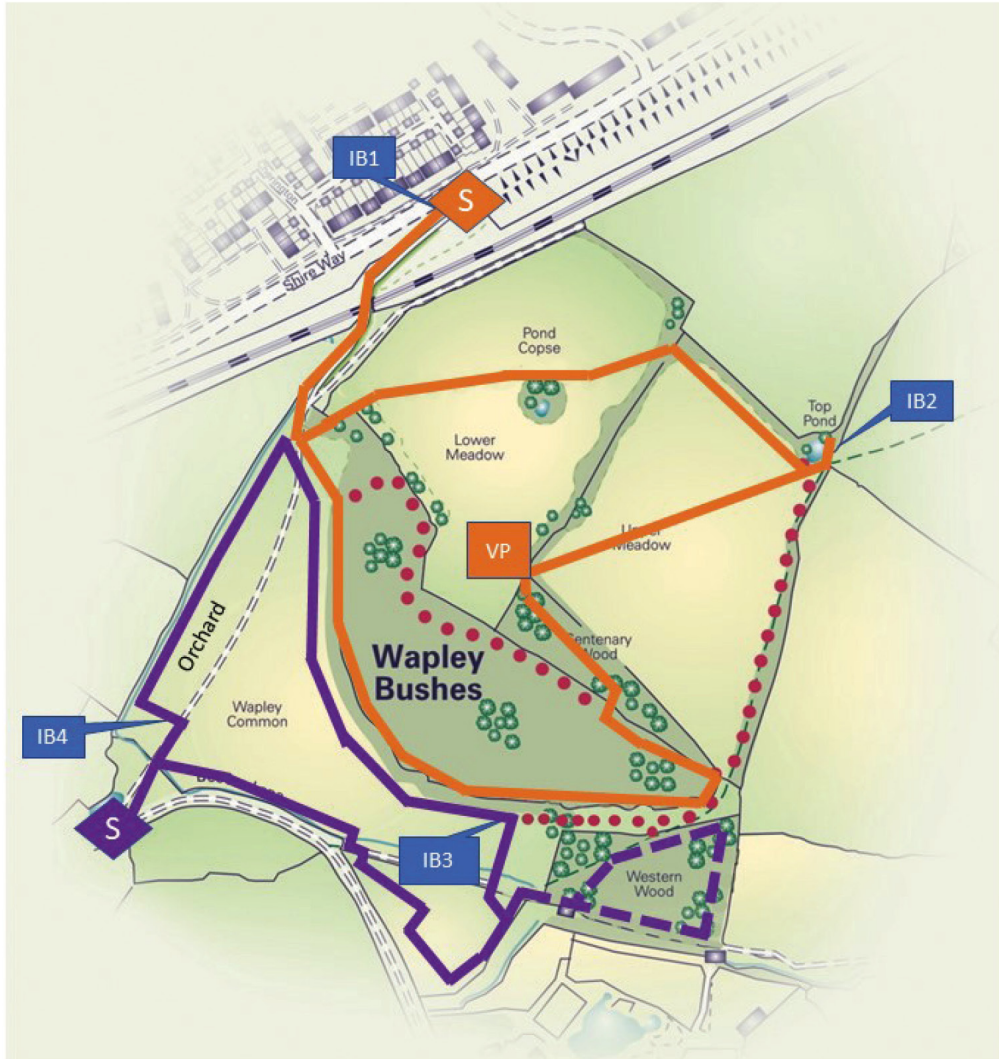 IB1
S
Shire Way
Pond
Copse
Top
Pond
IB2
Lower
Meadow
VP
Meadow
Orchard
Wapley
Bushes
Wood
Wapley
Common
IB4
S
IB3
Western
Wood